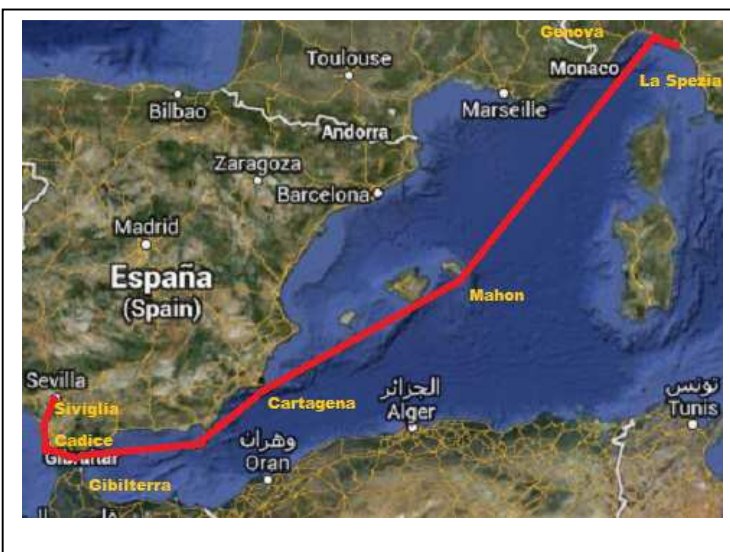 Genova
Toulouse
Monaco
La Spezia
Bilbao
Marseille
Andorra
Zaragoza
Barcelona
Madrid
España
(Spain)
Mahon
Sevilla
Siviglia
Cartagena
الجزائر
Alger
تونس
Tunis
Cadice
Gibraltar
وهران
Oran
Gibilterra